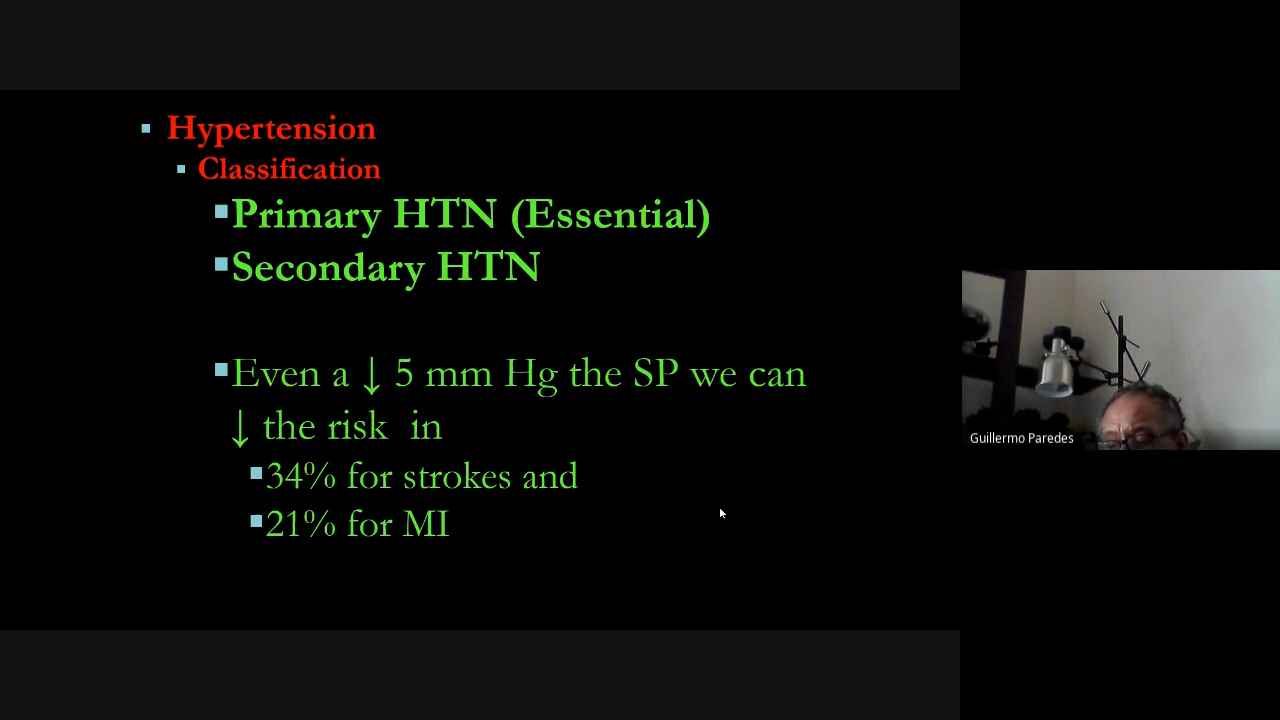 Hypertension
Classification
Primary HTN (Essential)
Secondary HTN
Even a ↓ 5 mm Hg the SP we can
↓ the risk in
34% for strokes and
21% for MI
Guillermo Paredes